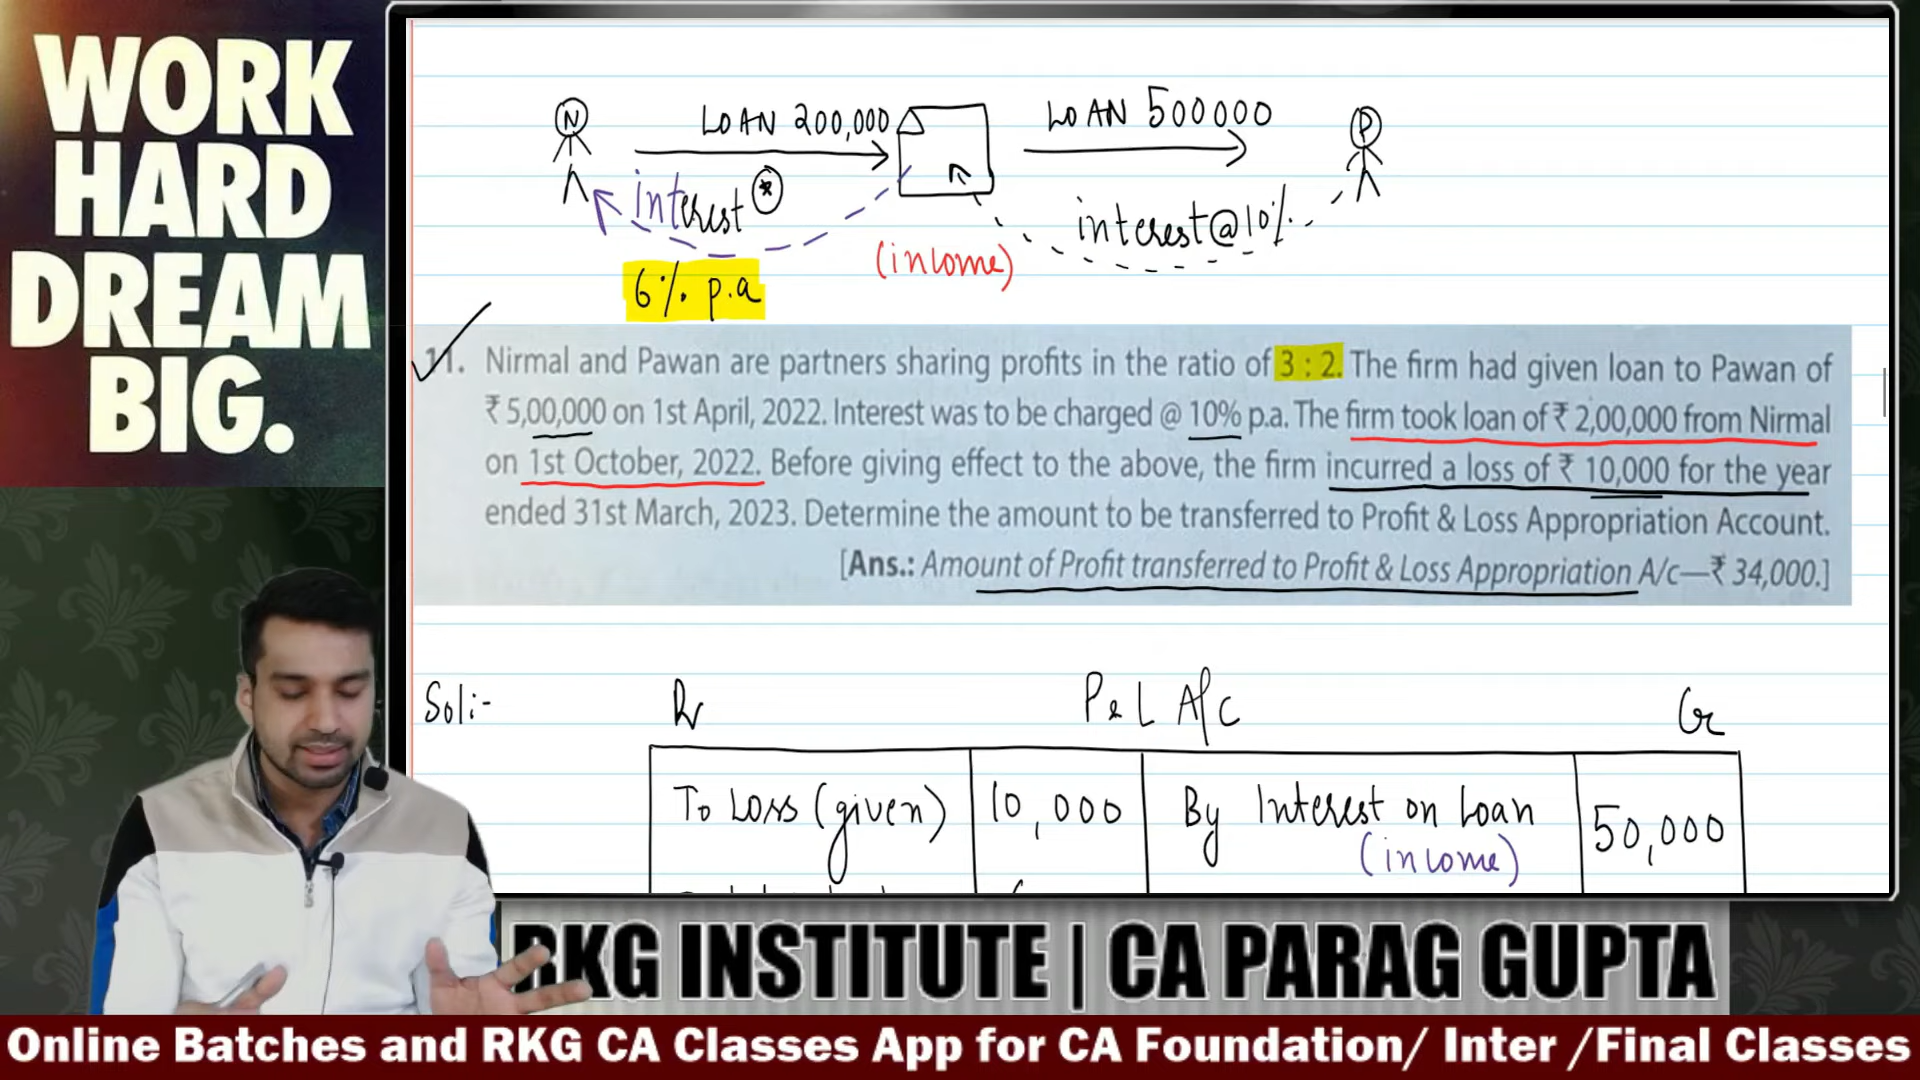 WORK
HARD
DREAM
BIG.
N
LOAN 200,000
LOAN 500000
P
interest *
interest@10%
(income)
6% p.a
11. Nirmal and Pawan are partners sharing profits in the ratio of 3 : 2. The firm had given loan to Pawan of
₹ 5,00,000 on 1st April, 2022. Interest was to be charged @ 10% p.a. The firm took loan of ₹ 2,00,000 from Nirmal
on 1st October, 2022. Before giving effect to the above, the firm incurred a loss of ₹ 10,000 for the year
ended 31st March, 2023. Determine the amount to be transferred to Profit & Loss Appropriation Account.
[Ans.: Amount of Profit transferred to Profit & Loss Appropriation A/c—₹ 34,000.]
Sol:-
Dr
P & L A/c
Cr
To Loss (given)
10,000
By Interest on Loan
(income)
50,000
RKG INSTITUTE | CA PARAG GUPTA
Online Batches and RKG CA Classes App for CA Foundation/ Inter /Final Classes